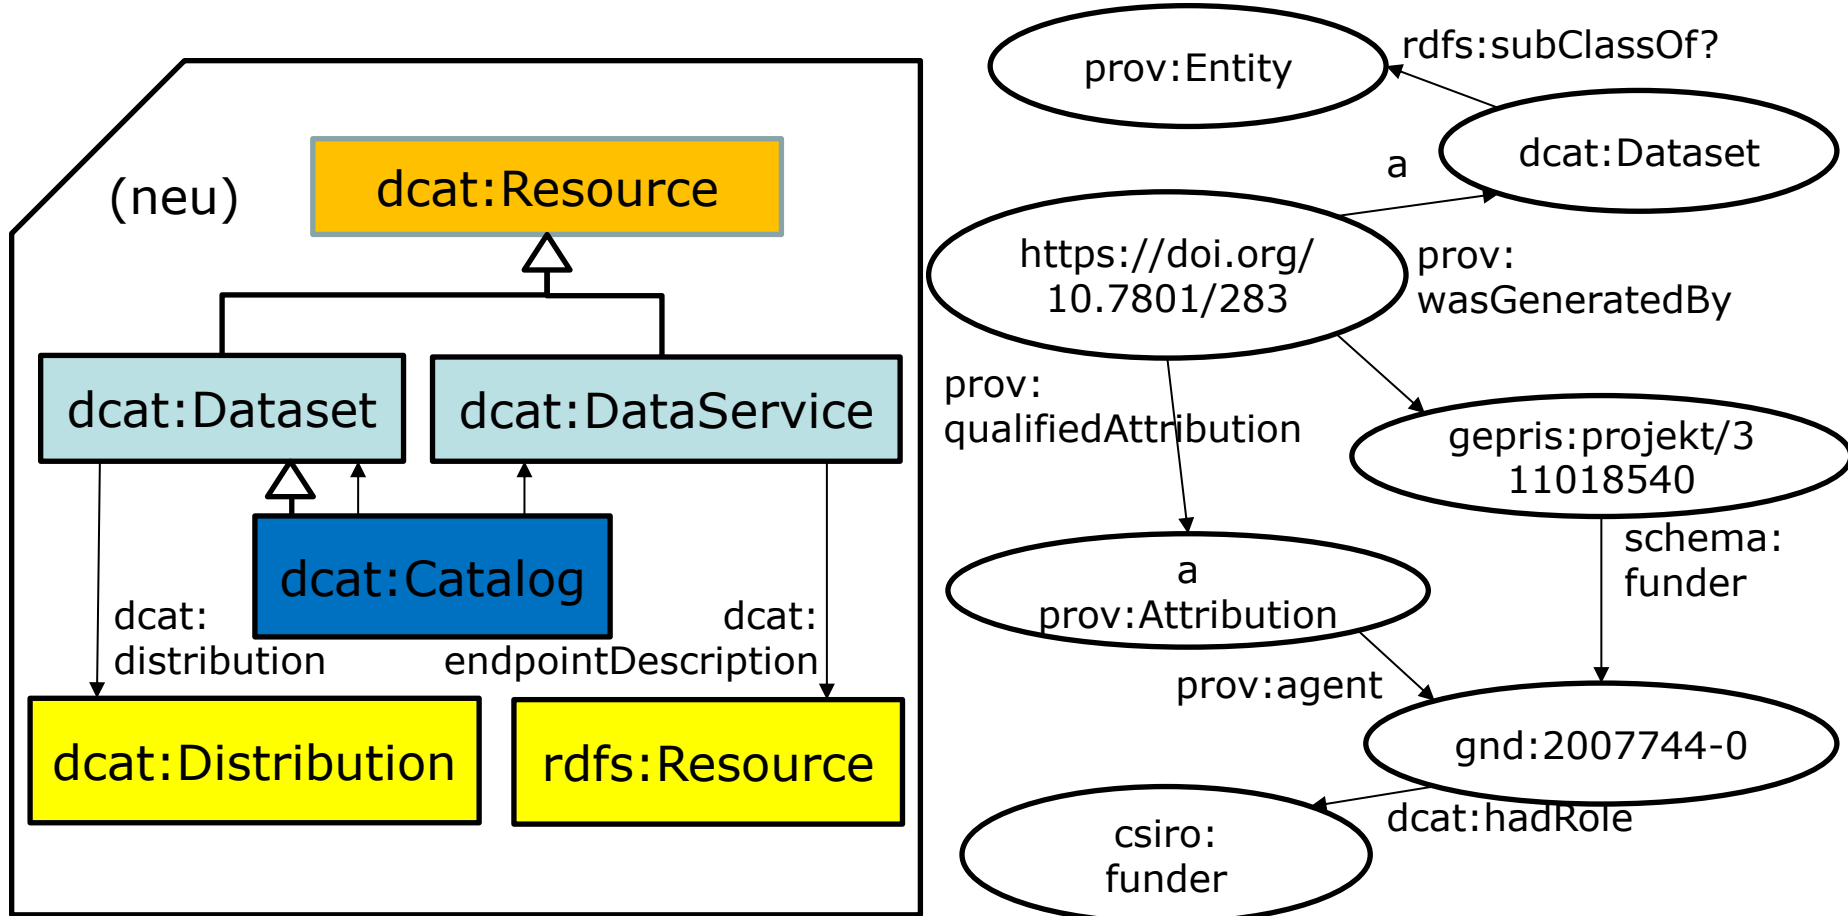 (neu)
dcat:Resource
dcat:Dataset
dcat:DataService
dcat:Catalog
dcat:
distribution
dcat:
endpointDescription
dcat:Distribution
rdfs:Resource
prov:Entity
rdfs:subClassOf?
dcat:Dataset
a
https://doi.org/
10.7801/283
prov:
wasGeneratedBy
prov:
qualifiedAttribution
gepris:projekt/3
11018540
schema:
funder
a
prov:Attribution
prov:agent
gnd:2007744-0
dcat:hadRole
csiro:
funder